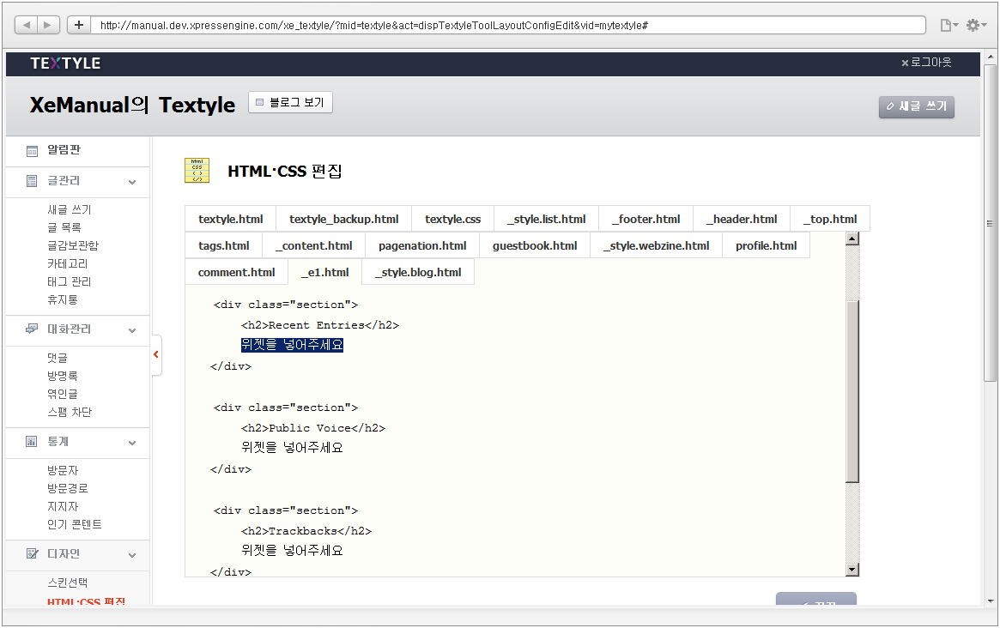 http://manual.dev.xpressengine.com/xe_textyle/?mid=textyle&act=dispTextyleToolLayoutConfigEdit&vid=mytextyle#
TEXTYLE
로그아웃
XeManual의 Textyle
블로그 보기
새글 쓰기
알림판
글관리
새글 쓰기
글 목록
글감보관함
카테고리
태그 관리
휴지통
대화관리
댓글
방명록
엮인글
스팸 차단
통계
방문자
방문경로
지지자
인기 콘텐트
디자인
스킨선택
HTML·CSS 편집
html
css
HTML·CSS 편집
textyle.html textyle_backup.html textyle.css _style.list.html _footer.html _header.html _top.html
tags.html _content.html pagenation.html guestbook.html _style.webzine.html profile.html
comment.html _e1.html _style.blog.html
<div class="section">
<h2>Recent Entries</h2>
위젯을 넣어주세요
</div>
<div class="section">
<h2>Public Voice</h2>
위젯을 넣어주세요
</div>
<div class="section">
<h2>Trackbacks</h2>
위젯을 넣어주세요
</div>